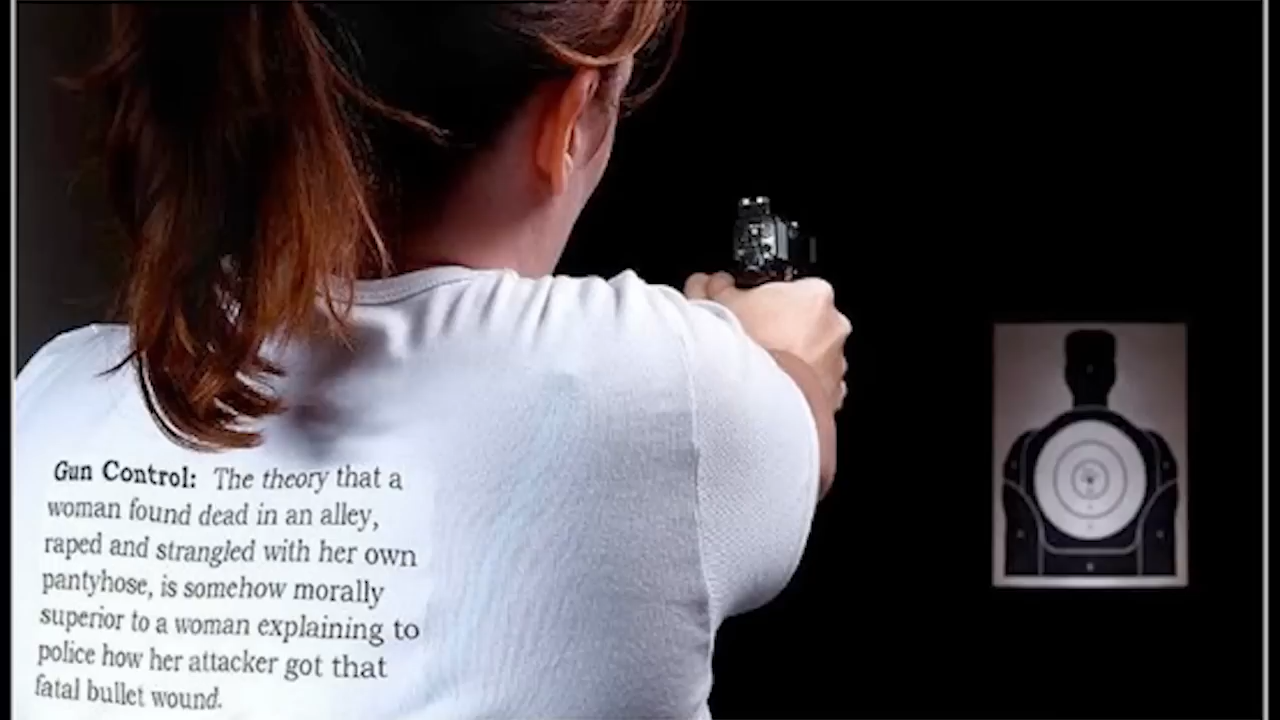 Gun Control: The theory that a
woman found dead in an alley,
raped and strangled with her own
pantyhose, is somehow morally
superior to a woman explaining to
police how her attacker got that
fatal bullet wound.